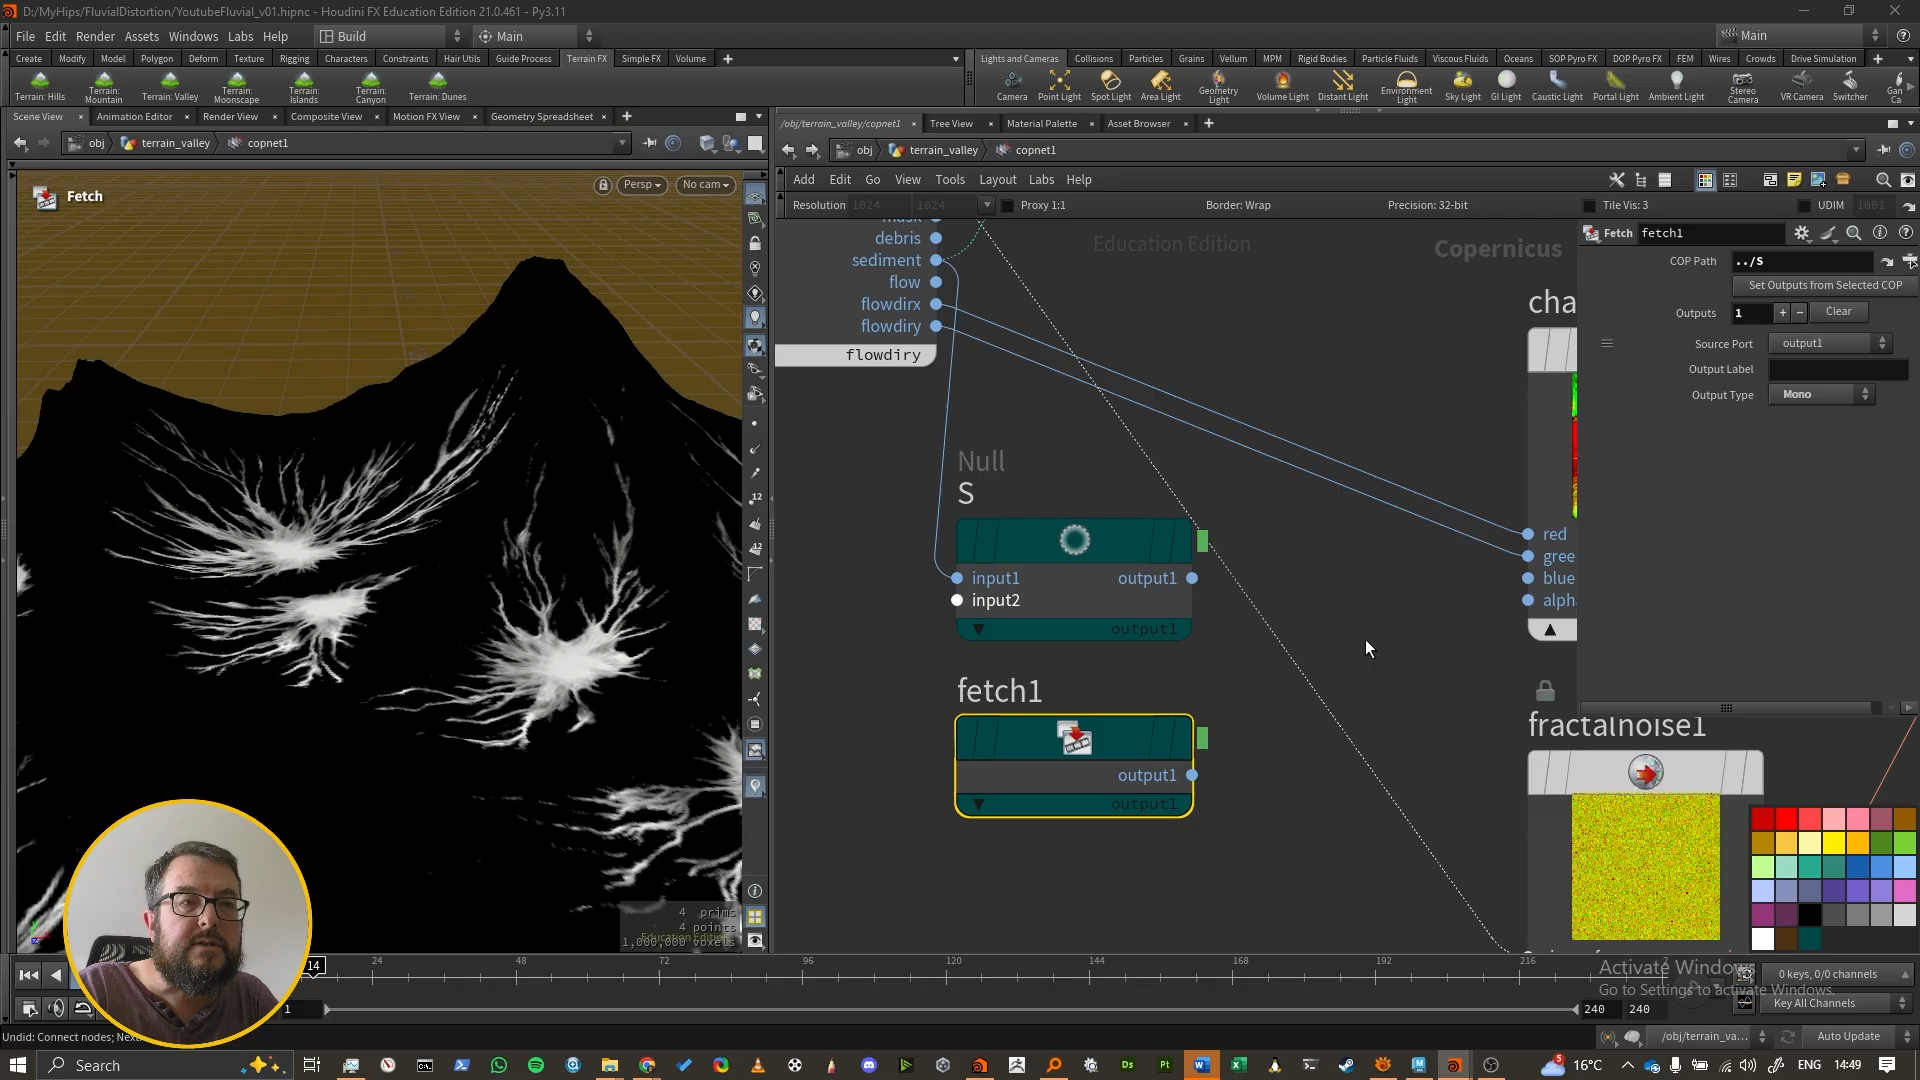 D:/MyHips/FluvialDistortion/YoutubeFluvial_v01.hipnc - Houdini FX Education Edition 21.0.461 - Py3.11
File Edit Render Assets Windows Labs Help Build Main Main
Create Modify Model Polygon Deform Texture Rigging Characters Constraints Hair Utils Guide Process Terrain FX Simple FX Volume
Lights and Cameras Collisions Particles Grains Vellum MPM Rigid Bodies Particle Fluids Viscous Fluids Oceans SOP Pyro FX DOP Pyro FX FEM Wires Crowds Drive Simulation
Terrain: Hills Terrain: Mountain Terrain: Valley Terrain: Moonscape Terrain: Islands Terrain: Canyon Terrain: Dunes
Camera Point Light Spot Light Area Light Geometry Light Volume Light Distant Light Environment Light Sky Light GI Light Caustic Light Portal Light Ambient Light Stereo Camera VR Camera Switcher
Scene View Animation Editor Render View Composite View Motion FX View Geometry Spreadsheet
/obj/terrain_valley/copnet1 Tree View Material Palette Asset Browser
obj terrain_valley copnet1
obj terrain_valley copnet1
Add Edit Go View Tools Layout Labs Help
Resolution 1024 1024 Proxy 1:1 Border: Wrap Precision: 32-bit Tile Vis: 3 UDIM 1001
Fetch
Persp No cam
debris
sediment
flow
flowdirx
flowdiry
flowdiry
Education Edition
Copernicus
Fetch fetch1
COP Path ../S
Set Outputs from Selected COP
Outputs 1 Clear
Source Port output1
Output Label
Output Type Mono
cha
Null
S
input1 output1
input2
output1
red
gree
blue
alph
fetch1
output1
output1
fractalnoise1
4 prims
4 points
1,000,000 voxels
Education Edition
14 24 48 72 96 120 144 168 192 216
1 240 240
Activate Windows
Go to Settings to activate Windows.
0 keys, 0/0 channels
Key All Channels
Undid: Connect nodes; Nex
/obj/terrain_va... Auto Update
Search
5 16°C ENG 14:49